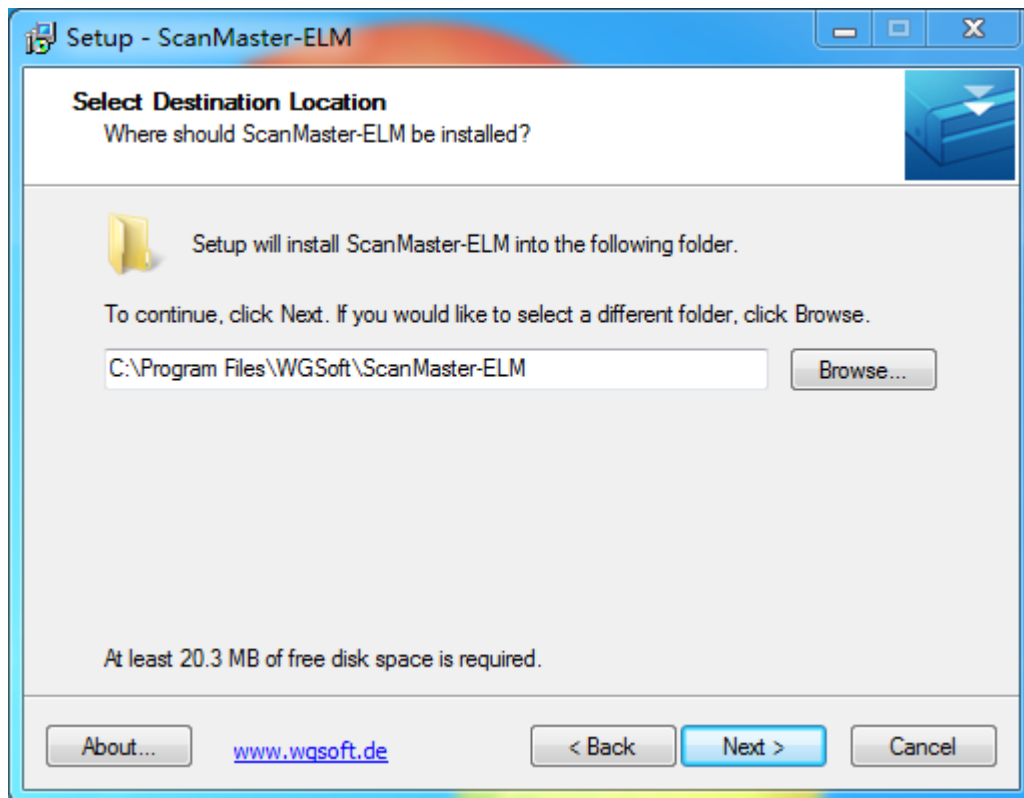 Setup - ScanMaster-ELM
Select Destination Location
Where should ScanMaster-ELM be installed?
Setup will install ScanMaster-ELM into the following folder.
To continue, click Next. If you would like to select a different folder, click Browse.
C:\Program Files\WGSoft\ScanMaster-ELM
Browse...
At least 20.3 MB of free disk space is required.
About...
www.wgsoft.de
< Back
Next >
Cancel